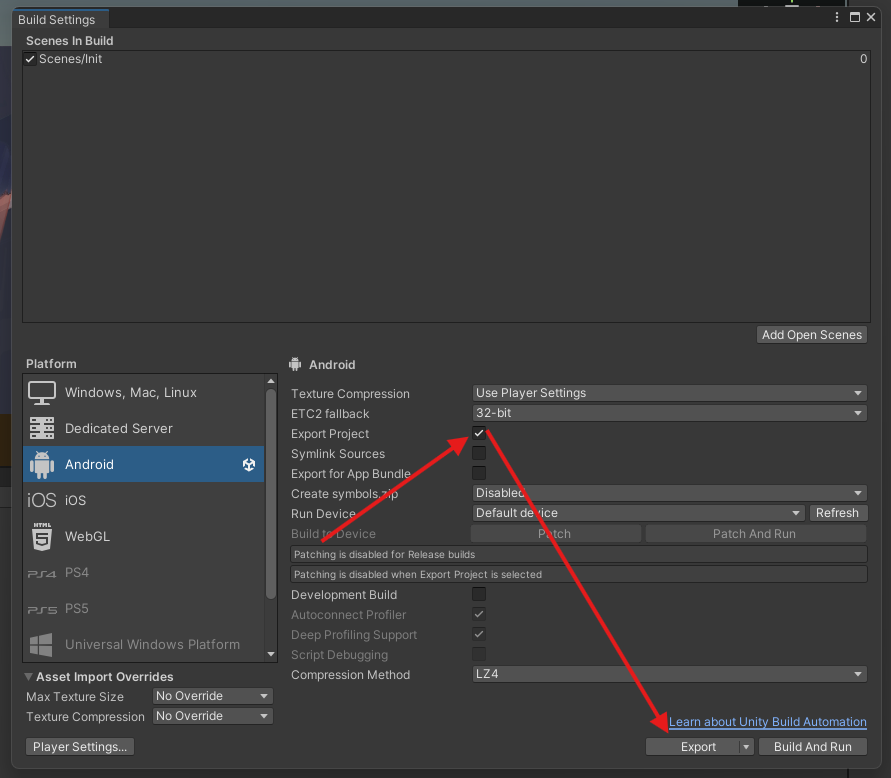 Build Settings
Scenes In Build
Scenes/Init 0
Add Open Scenes
Platform
Windows, Mac, Linux
Dedicated Server
Android
iOS iOS
HTML
5
WebGL
PS4 PS4
PS5 PS5
Universal Windows Platform
Asset Import Overrides
Max Texture Size No Override
Texture Compression No Override
Player Settings...
Android
Texture Compression Use Player Settings
ETC2 fallback 32-bit
Export Project
Symlink Sources
Export for App Bundle
Create symbols.zip Disabled
Run Device Default device Refresh
Build to Device Patch Patch And Run
Patching is disabled for Release builds
Patching is disabled when Export Project is selected
Development Build
Autoconnect Profiler
Deep Profiling Support
Script Debugging
Compression Method LZ4
Learn about Unity Build Automation
Export Build And Run